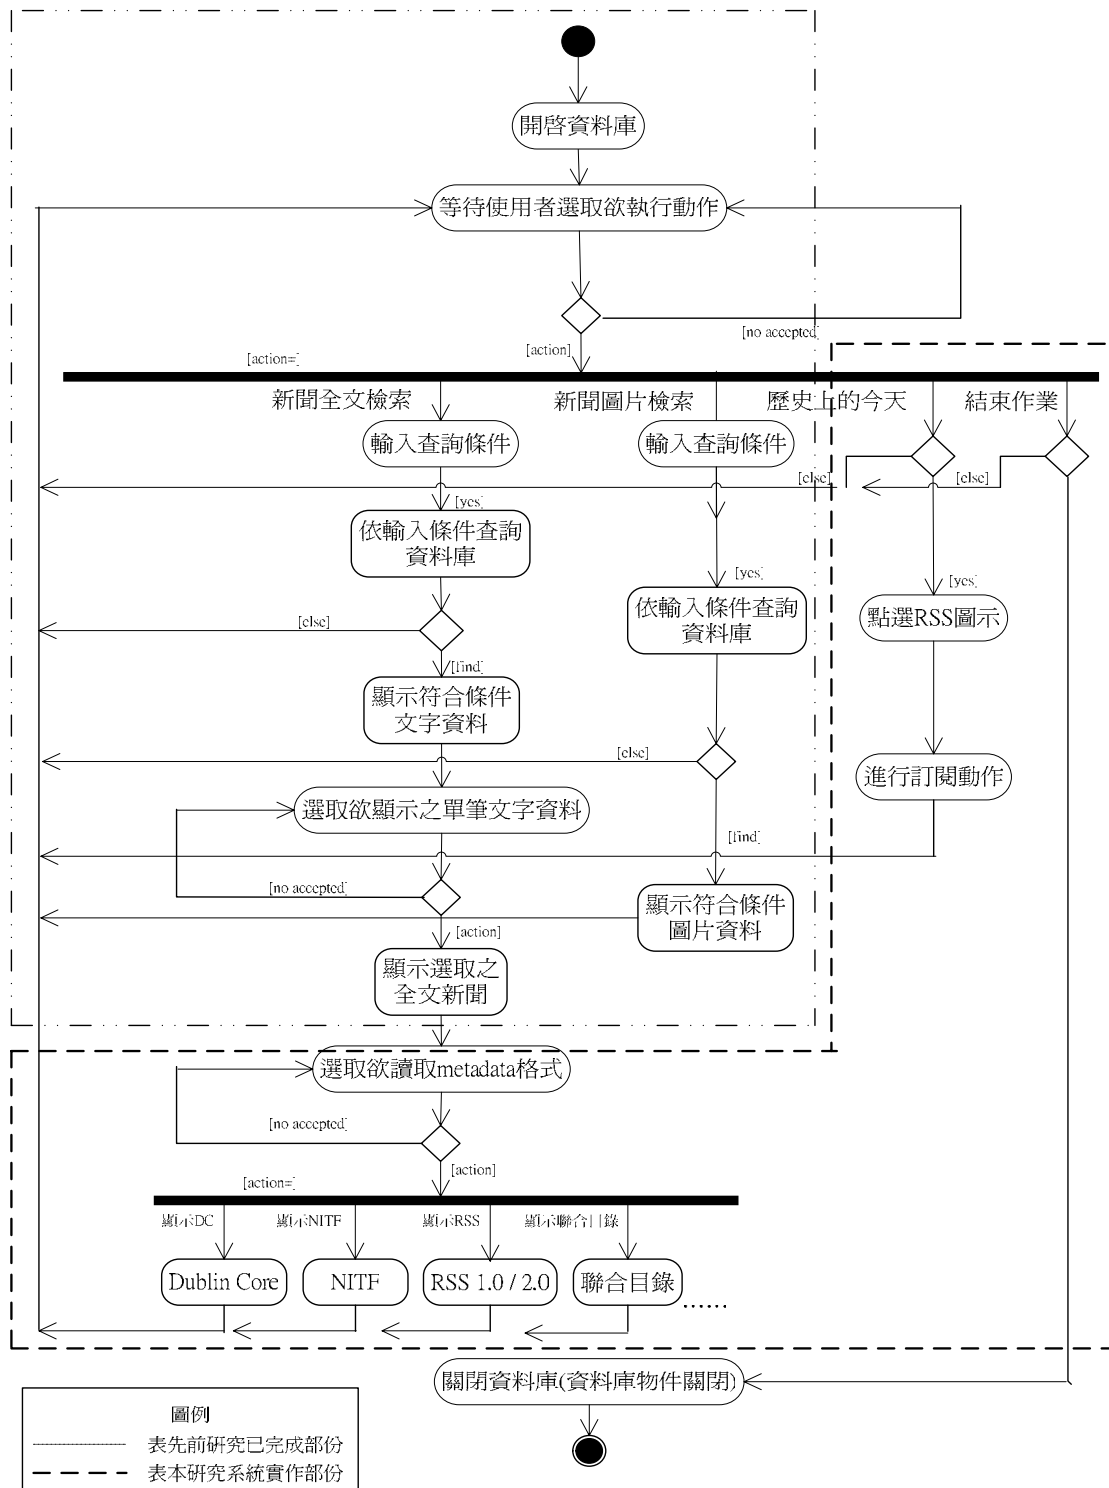 開啓資料庫
等待使用者選取欲執行動作
[no accepted]
[action]
[action=]
新聞全文檢索
新聞圖片檢索
歷史上的今天
結束作業
輸入查詢條件
輸入查詢條件
[else]
[else]
[yes]
依輸入條件查詢
資料庫
[yes]
依輸入條件查詢
資料庫
[yes]
點選RSS圖示
[else]
[find]
顯示符合條件
文字資料
[else]
進行訂閱動作
選取欲顯示之單筆文字資料
[find]
[no accepted]
顯示符合條件
圖片資料
[action]
顯示選取之
全文新聞
選取欲讀取metadata格式
[no accepted]
[action]
[action=]
顯示DC
顯示NITF
顯示RSS
顯示聯合目錄
Dublin Core
NITF
RSS 1.0 / 2.0
聯合目錄
......
關閉資料庫(資料庫物件關閉)
圖例
表先前研究已完成部份
表本研究系統實作部份